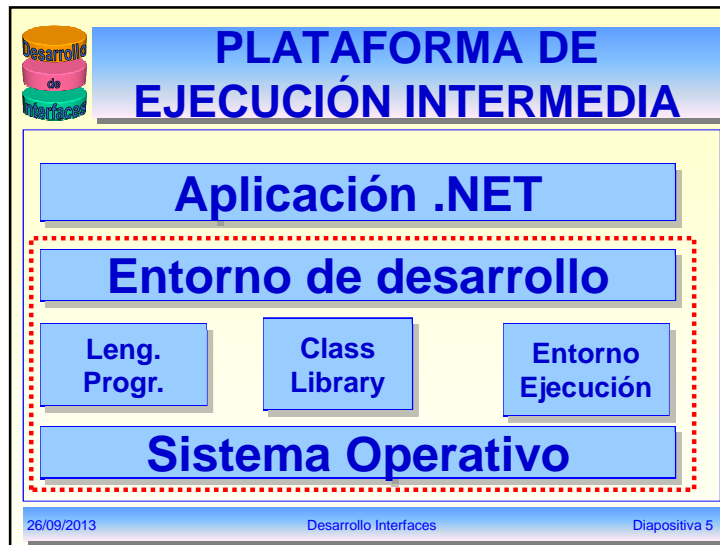 Desarrollo
de
Interfaces
PLATAFORMA DE
EJECUCIÓN INTERMEDIA
Aplicación .NET
Entorno de desarrollo
Leng.
Progr.
Class
Library
Entorno
Ejecución
Sistema Operativo
26/09/2013
Desarrollo Interfaces
Diapositiva 5